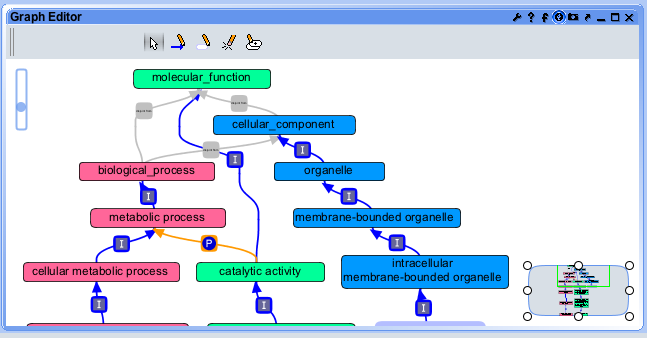 Graph Editor
molecular_function
cellular_component
I
I
biological_process
organelle
I
I
metabolic process
membrane-bounded organelle
I
P
I
cellular metabolic process
catalytic activity
intracellular
membrane-bounded organelle
I
I
I